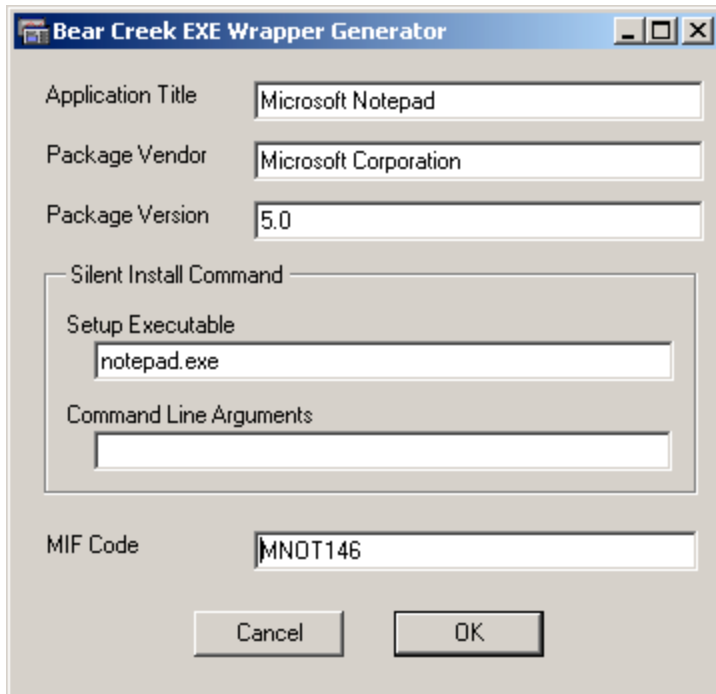 Bear Creek EXE Wrapper Generator
Application Title
Microsoft Notepad
Package Vendor
Microsoft Corporation
Package Version
5.0
Silent Install Command
Setup Executable
notepad.exe
Command Line Arguments
MIF Code
MNOT146
Cancel
OK